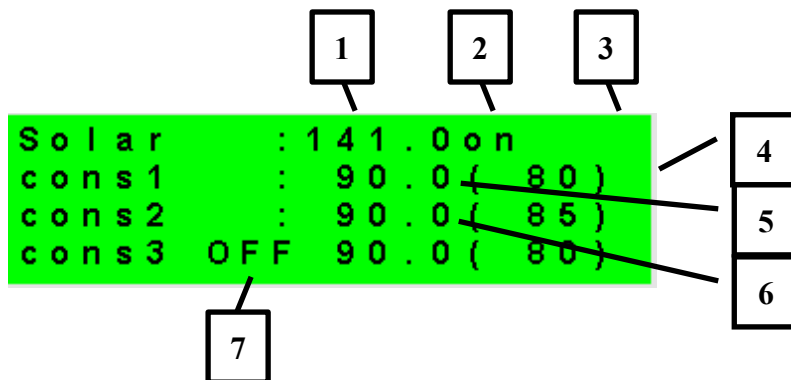 1 2 3
Solar :141.0on
4
cons1 : 90.0( 80)
5
cons2 : 90.0( 85)
cons3 OFF 90.0( 80)
6
7